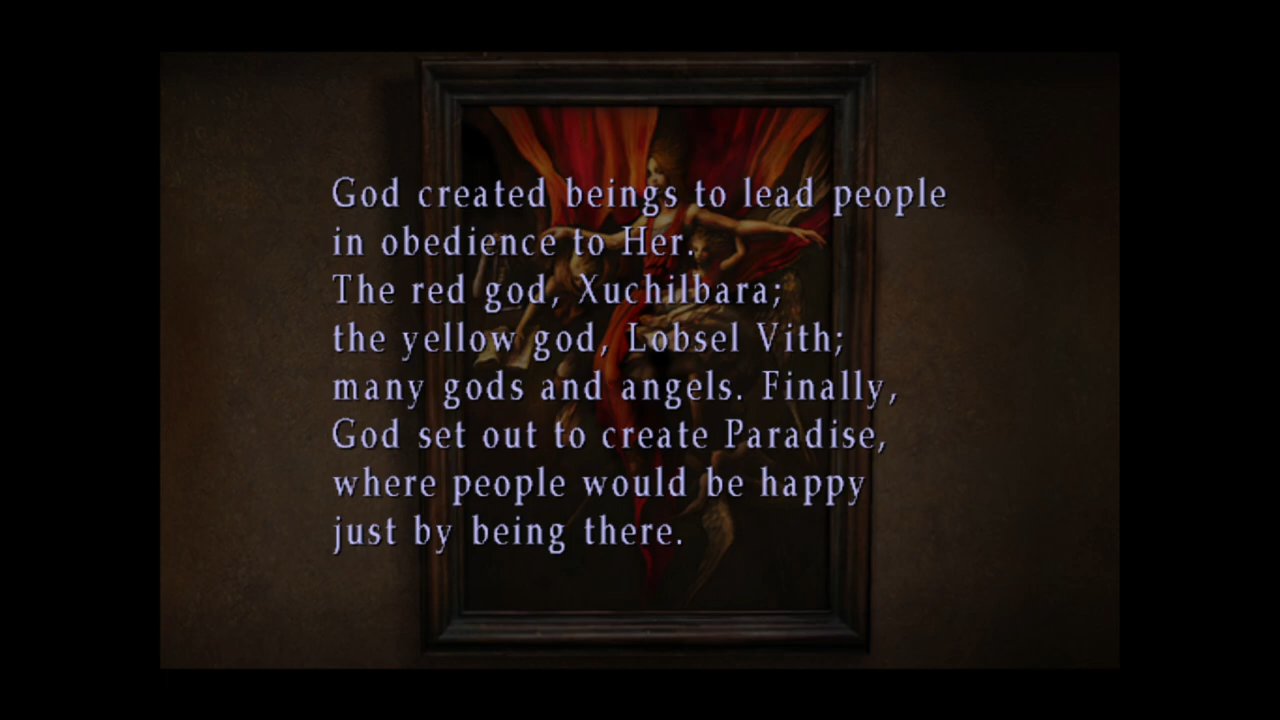 God created beings to lead people
in obedience to Her.
The red god, Xuchilbara;
the yellow god, Lobsel Vith;
many gods and angels. Finally,
God set out to create Paradise,
where people would be happy
just by being there.